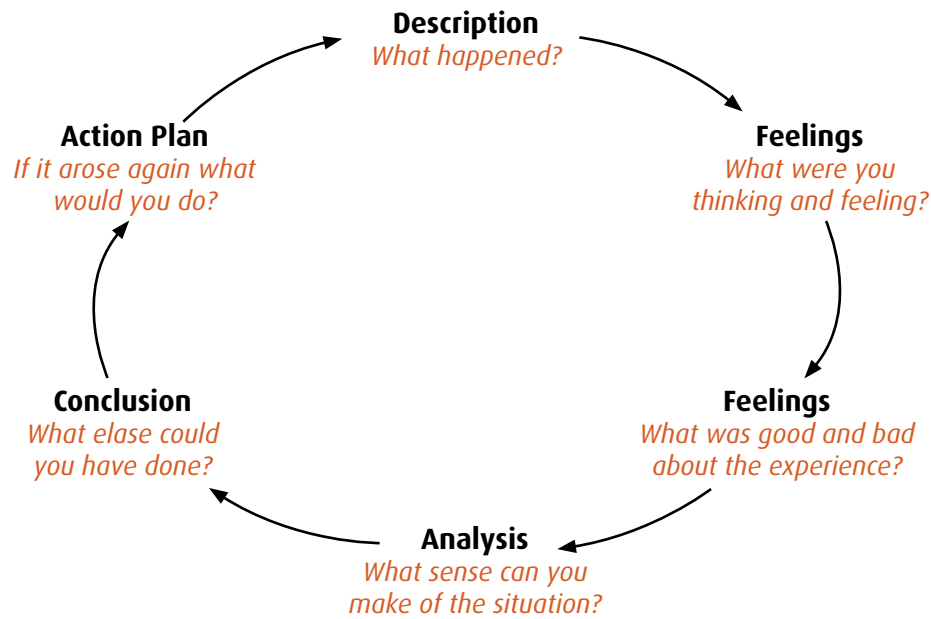 Description
What happened?
Feelings
What were you
thinking and feeling?
Feelings
What was good and bad
about the experience?
Analysis
What sense can you
make of the situation?
Conclusion
What elase could
you have done?
Action Plan
If it arose again what
would you do?